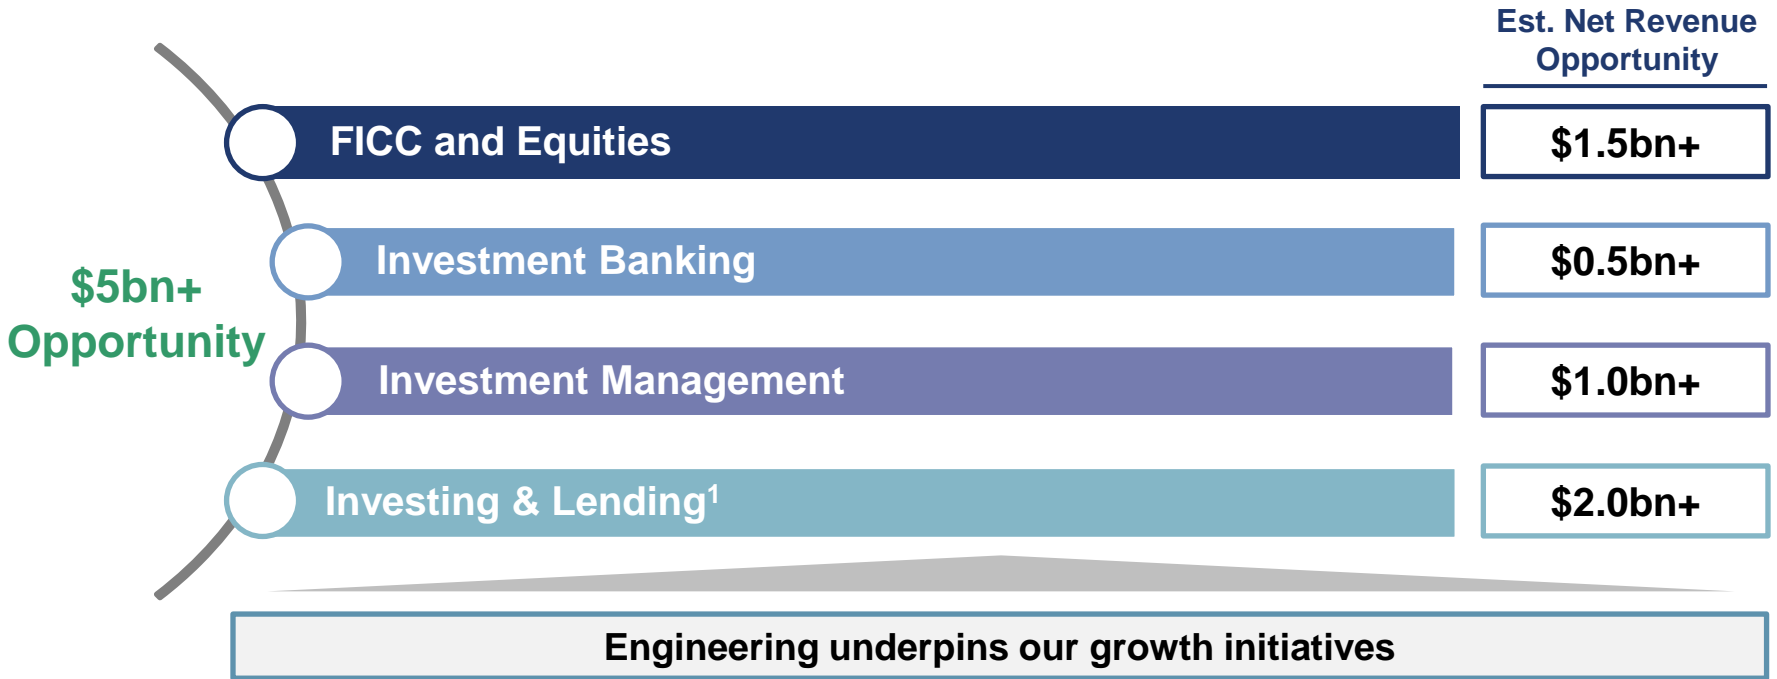 Est. Net Revenue
Opportunity
FICC and Equities
$1.5bn+
Investment Banking
$0.5bn+
$5bn+
Opportunity
Investment Management
$1.0bn+
Investing & Lending¹
$2.0bn+
Engineering underpins our growth initiatives